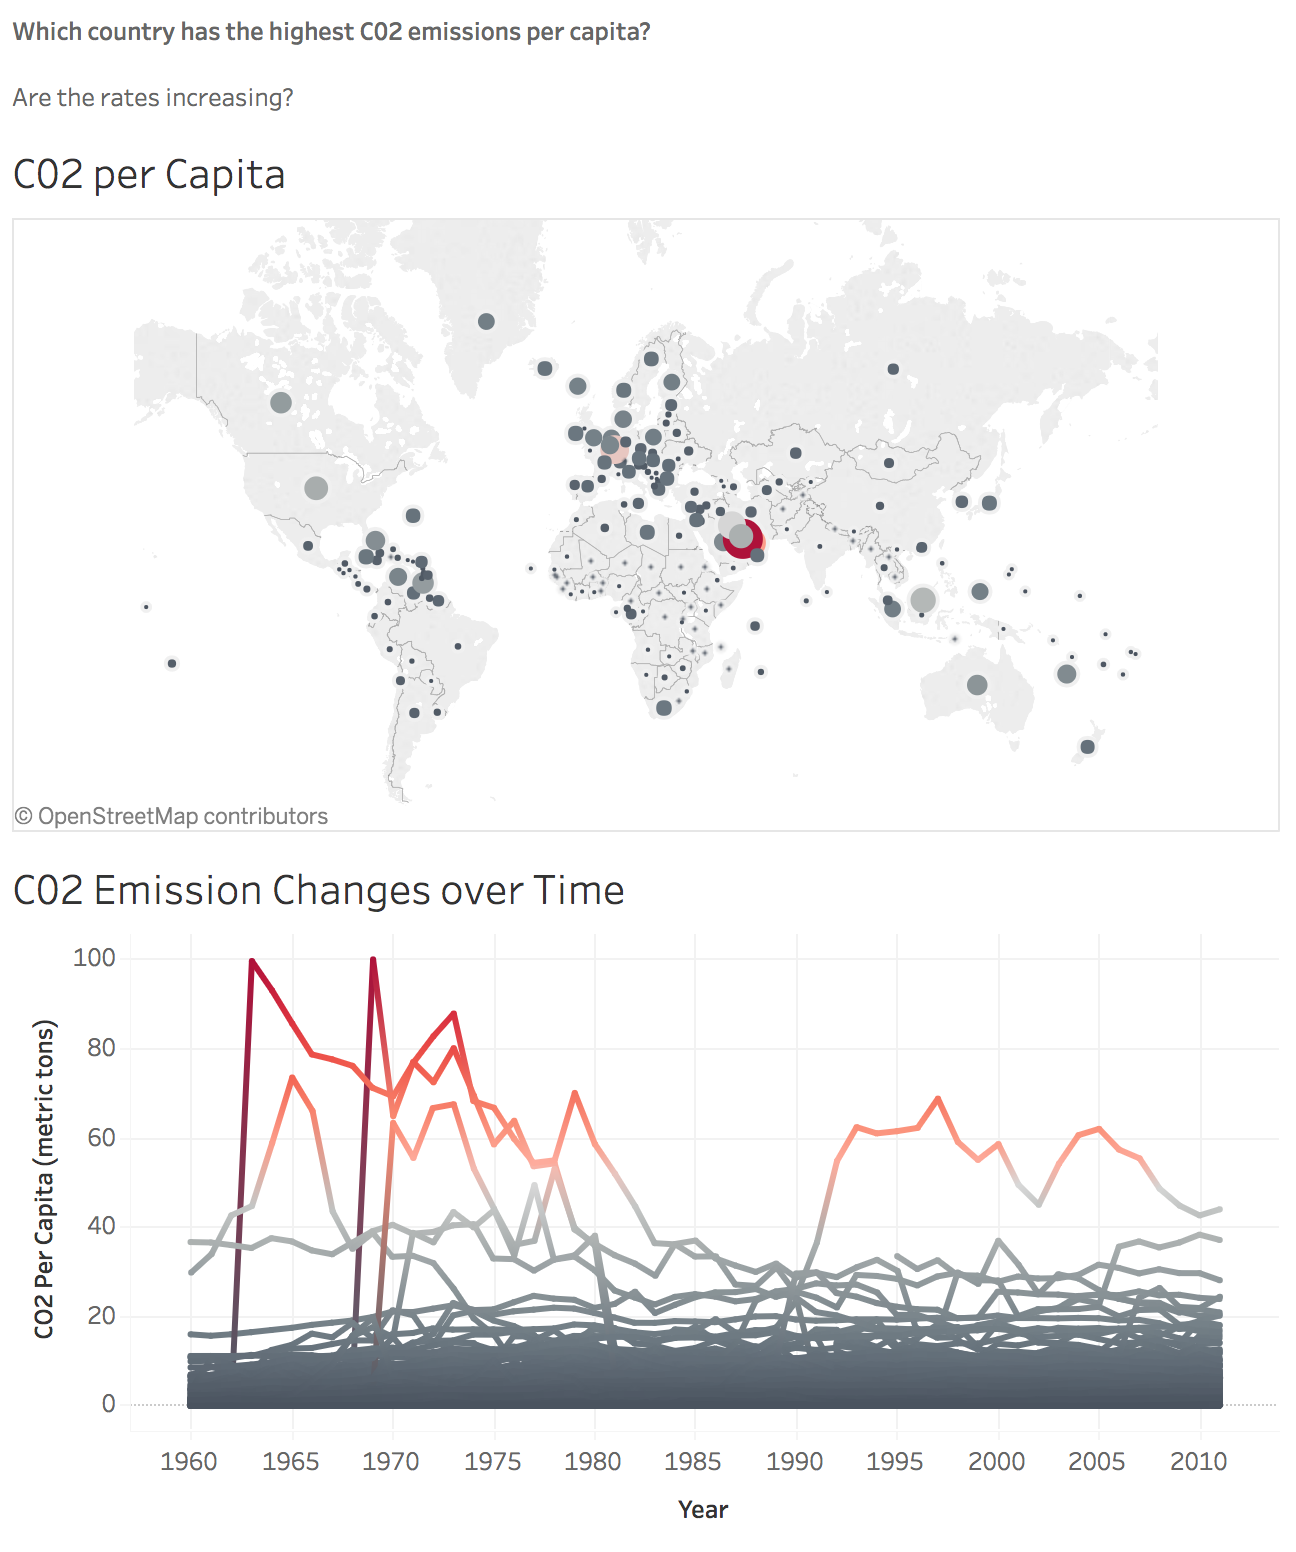 Which country has the highest C02 emissions per capita?
Are the rates increasing?
C02 per Capita
© OpenStreetMap contributors
C02 Emission Changes over Time
100
80
60
40
20
0
CO2 Per Capita (metric tons)
1960 1965 1970 1975 1980 1985 1990 1995 2000 2005 2010
Year